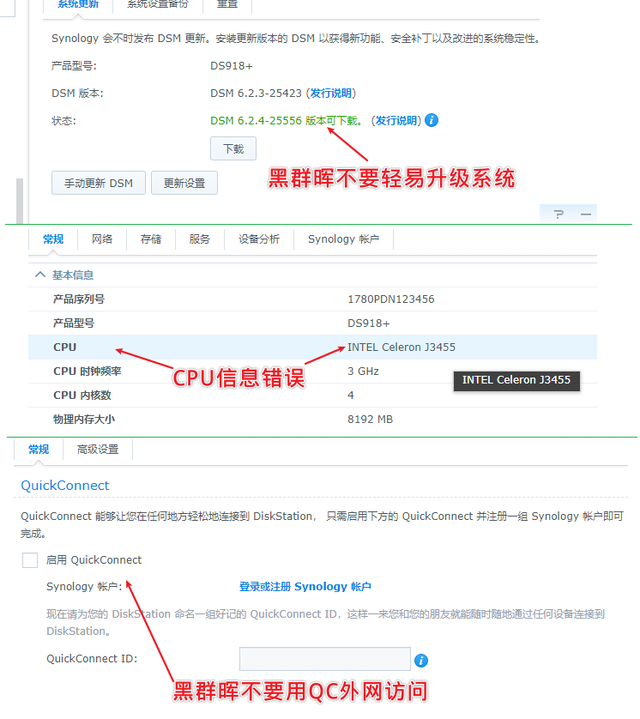 系统更新 系统设置备份 重置
Synology 会不时发布 DSM 更新。安装更新版本的 DSM 以获得新功能、安全补丁以及改进的系统稳定性。
产品型号: DS918+
DSM 版本: DSM 6.2.3-25423 (发行说明)
状态: DSM 6.2.4-25556 版本可下载。 (发行说明)
下载
黑群晖不要轻易升级系统
手动更新 DSM 更新设置
常规 网络 存储 服务 设备分析 Synology 帐户
基本信息
产品序列号 1780PDN123456
产品型号 DS918+
CPU INTEL Celeron J3455
CPU信息错误
CPU 时钟频率 3 GHz
INTEL Celeron J3455
CPU 内核数 4
物理内存大小 8192 MB
常规 高级设置
QuickConnect
QuickConnect 能够让您在任何地方轻松地连接到 DiskStation， 只需启用下方的 QuickConnect 并注册一组 Synology 帐户即可
完成。
启用 QuickConnect
Synology 帐户: 登录或注册 Synology 帐户
现在请为您的 DiskStation 命名一组好记的 QuickConnect ID，这样一来您和您的朋友就能随时随地通过任何设备连接到
DiskStation。
QuickConnect ID:
黑群晖不要用QC外网访问